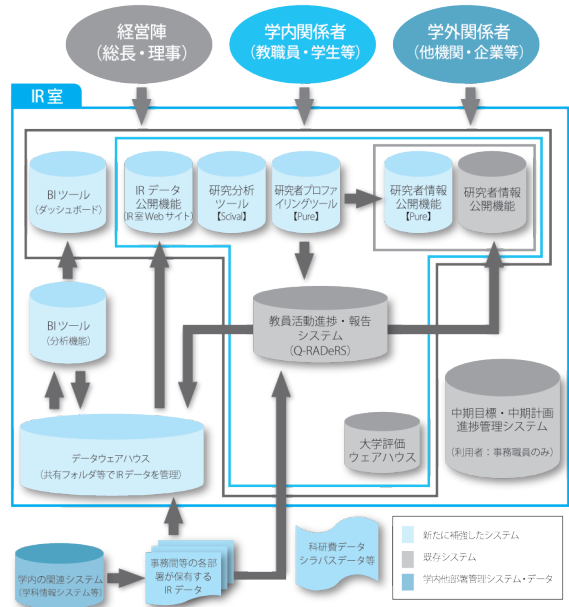 経営陣
（総長・理事）
学内関係者
（教職員・学生等）
学外関係者
（他機関・企業等）
IR室
BIツール
（ダッシュボード）
IRデータ
公開機能
（IR室Webサイト）
研究分析
ツール
【Scival】
研究者プロファ
イリングツール
【Pure】
研究者情報
公開機能
【Pure】
研究者情報
公開機能
BIツール
（分析機能）
教員活動進捗・報告
システム
（Q-RADeRS）
データウェアハウス
（共有フォルダ等でIRデータを管理）
大学評価
ウェアハウス
中期目標・中期計画
進捗管理システム
（利用者：事務職員のみ）
学内の関連システム
（学科情報システム等）
事務間等の各部
署が保有する
IRデータ
科研費データ
シラバスデータ等
新たに補強したシステム
既存システム
学内他部署管理システム・データ